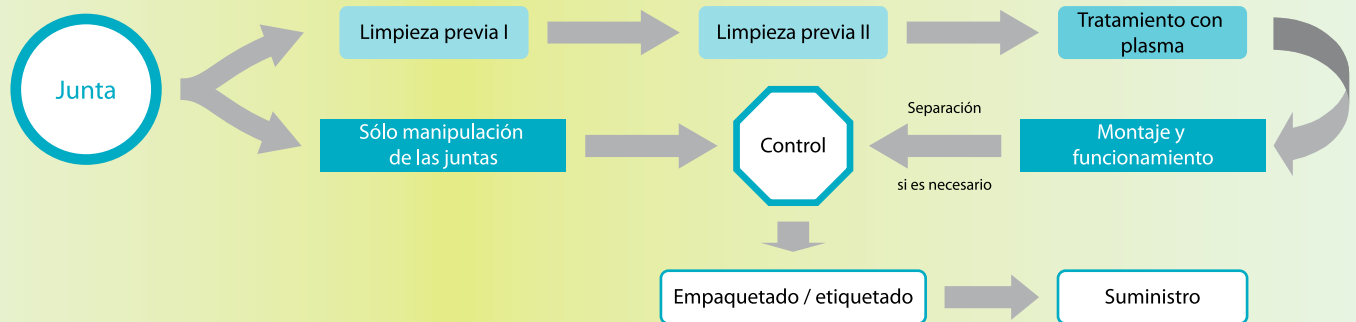 Junta
Limpieza previa I
Limpieza previa II
Tratamiento con
plasma
Sólo manipulación
de las juntas
Control
Separación
si es necesario
Montaje y
funcionamiento
Empaquetado / etiquetado
Suministro